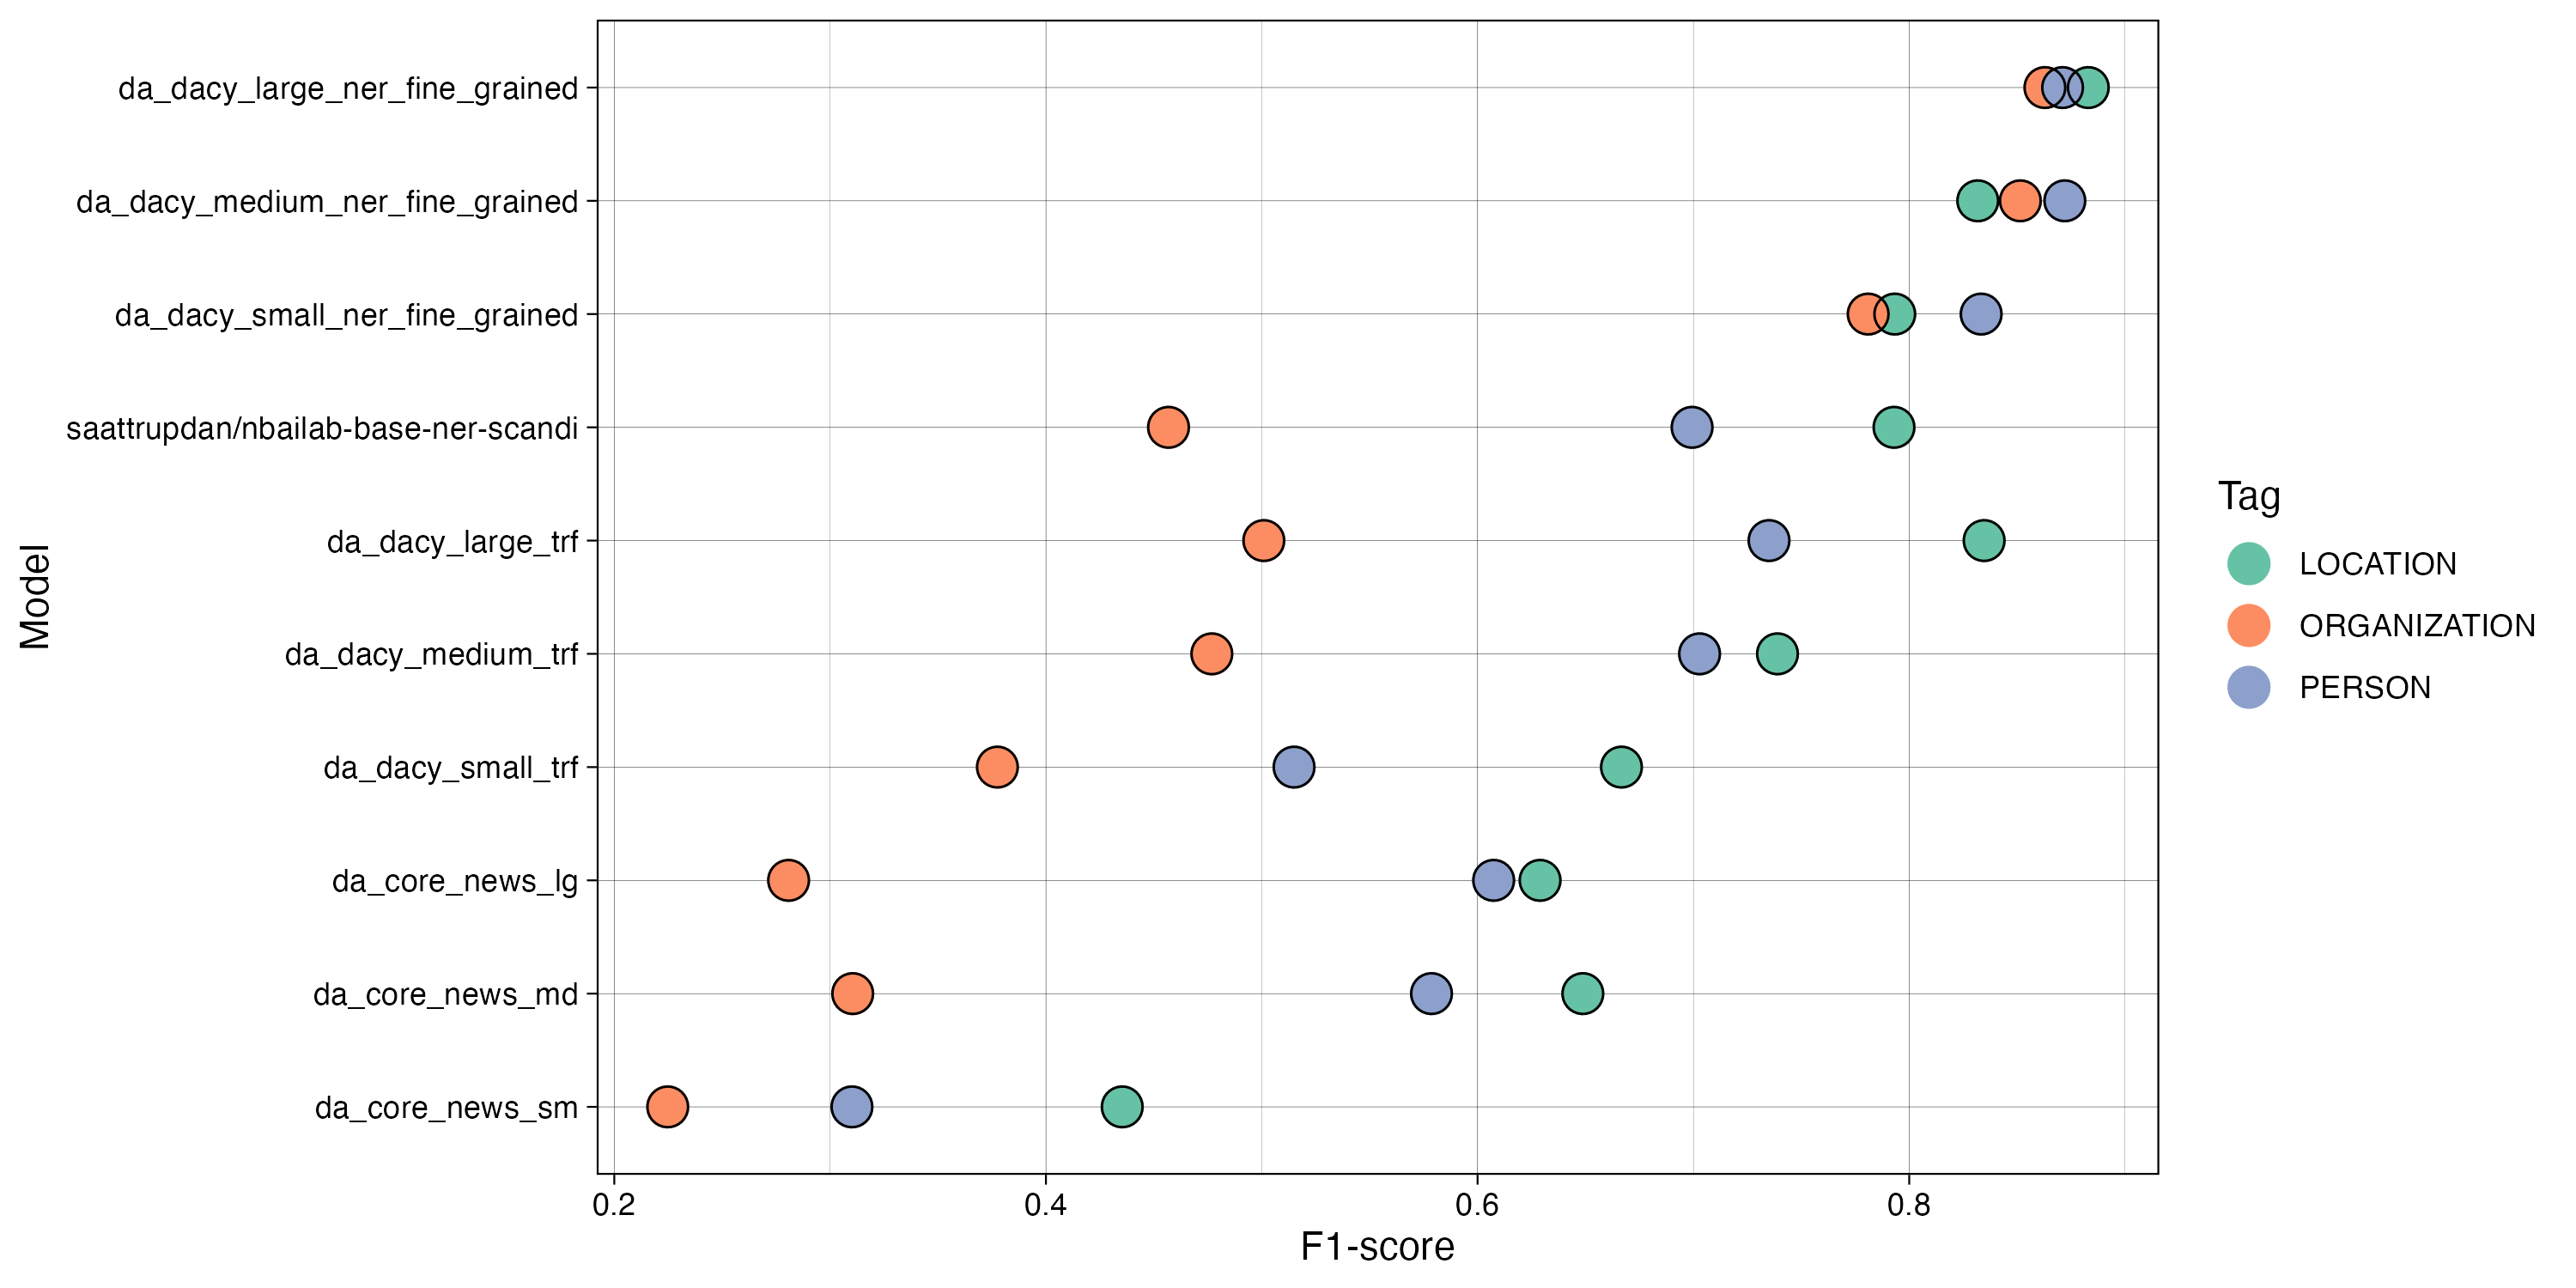 da_dacy_large_ner_fine_grained
da_dacy_medium_ner_fine_grained
da_dacy_small_ner_fine_grained
saattrupdan/nbailab-base-ner-scandi
da_dacy_large_trf
da_dacy_medium_trf
da_dacy_small_trf
da_core_news_lg
da_core_news_md
da_core_news_sm
Model
0.2 0.4 0.6 0.8
F1-score
Tag
LOCATION
ORGANIZATION
PERSON